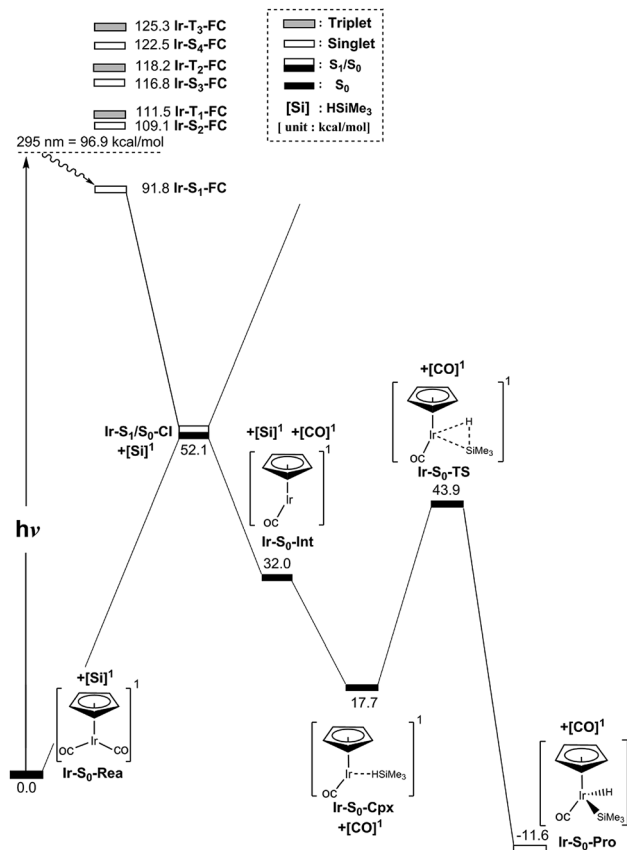 125.3 Ir-T3-FC
122.5 Ir-S4-FC
118.2 Ir-T2-FC
116.8 Ir-S3-FC
111.5 Ir-T1-FC
109.1 Ir-S2-FC
295 nm = 96.9 kcal/mol
91.8 Ir-S1-FC
: Triplet
: Singlet
: S1/S0
: S0
[Si] : HSiMe3
[ unit : kcal/mol]
Ir-S1/S0-CI
+[Si]1
52.1
+[Si]1 +[CO]1
1
Ir
OC
Ir-S0-Int
32.0
+[CO]1
1
H
Ir
SiMe3
OC
Ir-S0-TS
43.9
hν
17.7
1
Ir
HSiMe3
OC
Ir-S0-Cpx
+[CO]1
+[Si]1
1
Ir
OC
CO
Ir-S0-Rea
0.0
+[CO]1
1
Ir
H
OC
SiMe3
Ir-S0-Pro
-11.6